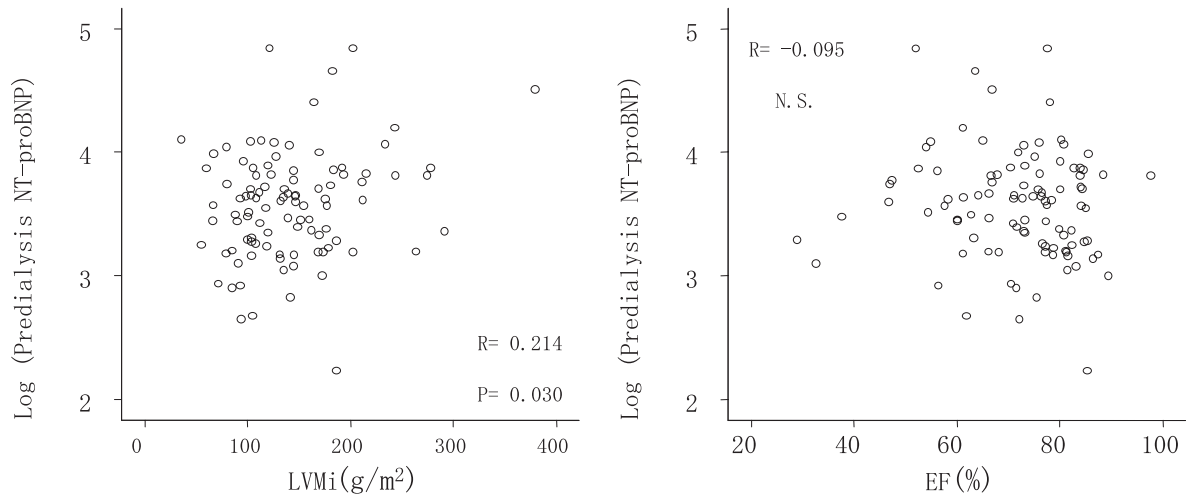 Log (Predialysis NT-proBNP)
5
4
3
2
R= 0.214
P= 0.030
0 100 200 300 400
LVMi(g/m²)
Log (Predialysis NT-proBNP)
5
4
3
2
R= -0.095
N.S.
20 40 60 80 100
EF(%)